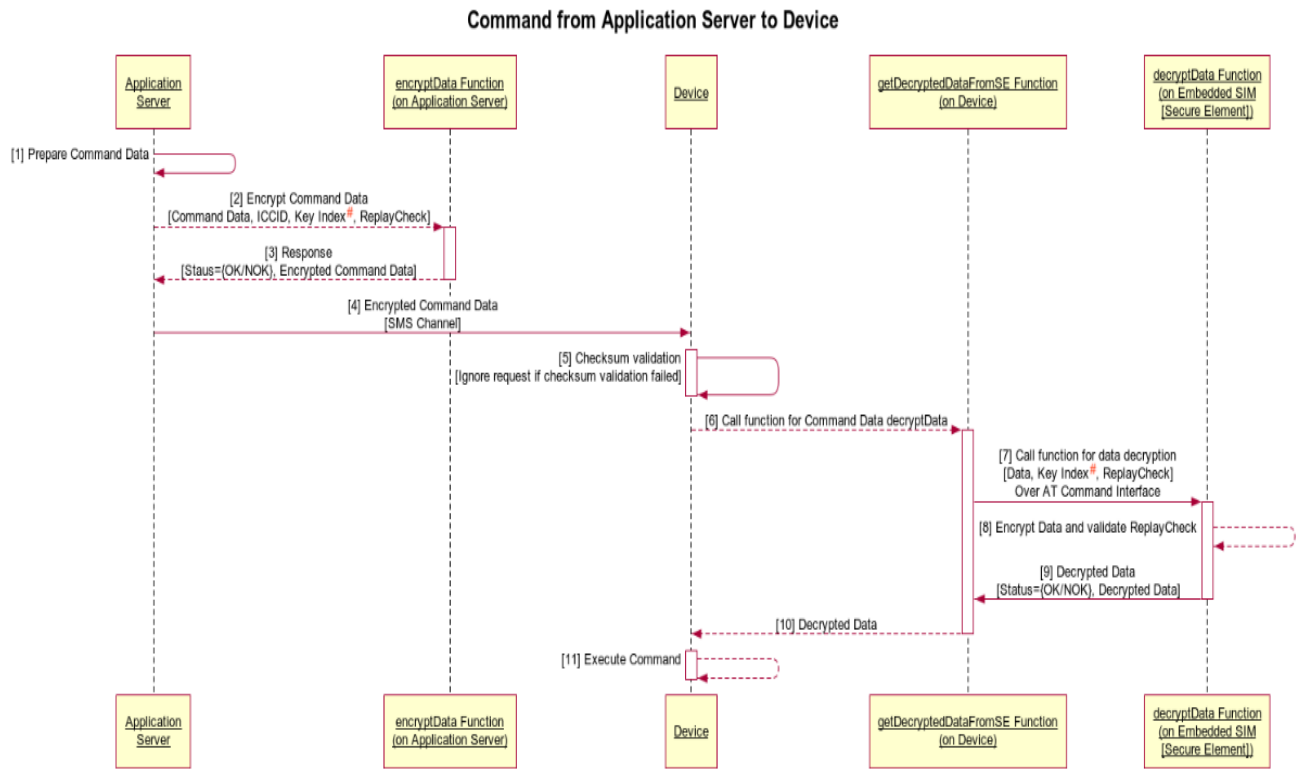 Command from Application Server to Device
Application
Server
encryptData Function
(on Application Server)
Device
getDecryptedDataFromSE Function
(on Device)
decryptData Function
(on Embedded SIM
[Secure Element])
[1] Prepare Command Data
[2] Encrypt Command Data
[Command Data, ICCID, Key Index#, ReplayCheck]
[3] Response
[Staus={OK/NOK}, Encrypted Command Data]
[4] Encrypted Command Data
[SMS Channel]
[5] Checksum validation
[Ignore request if checksum validation failed]
[6] Call function for Command Data decryptData
[7] Call function for data decryption
[Data, Key Index#, ReplayCheck]
Over AT Command Interface
[8] Encrypt Data and validate ReplayCheck
[9] Decrypted Data
[Status={OK/NOK}, Decrypted Data]
[10] Decrypted Data
[11] Execute Command
Application
Server
encryptData Function
(on Application Server)
Device
getDecryptedDataFromSE Function
(on Device)
decryptData Function
(on Embedded SIM
[Secure Element])